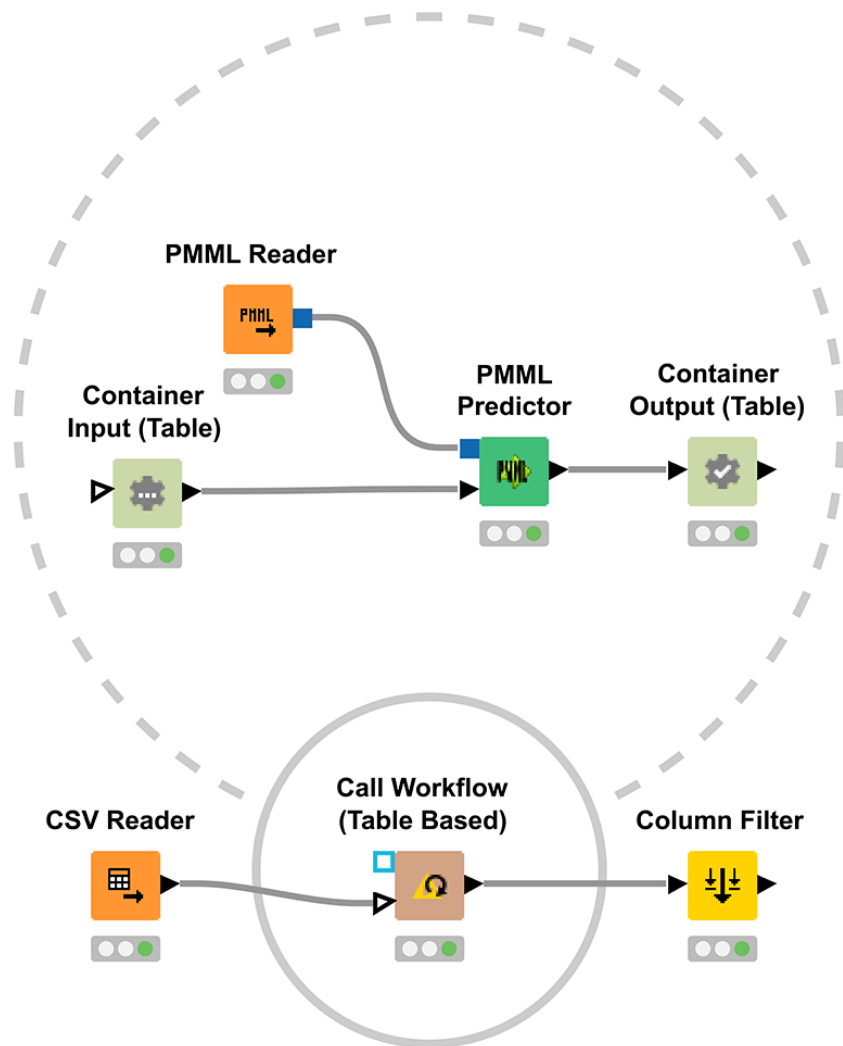 PMML Reader
PMML
Container
Input (Table)
PMML
Predictor
PMML
Container
Output (Table)
Call Workflow
(Table Based)
CSV Reader
Column Filter